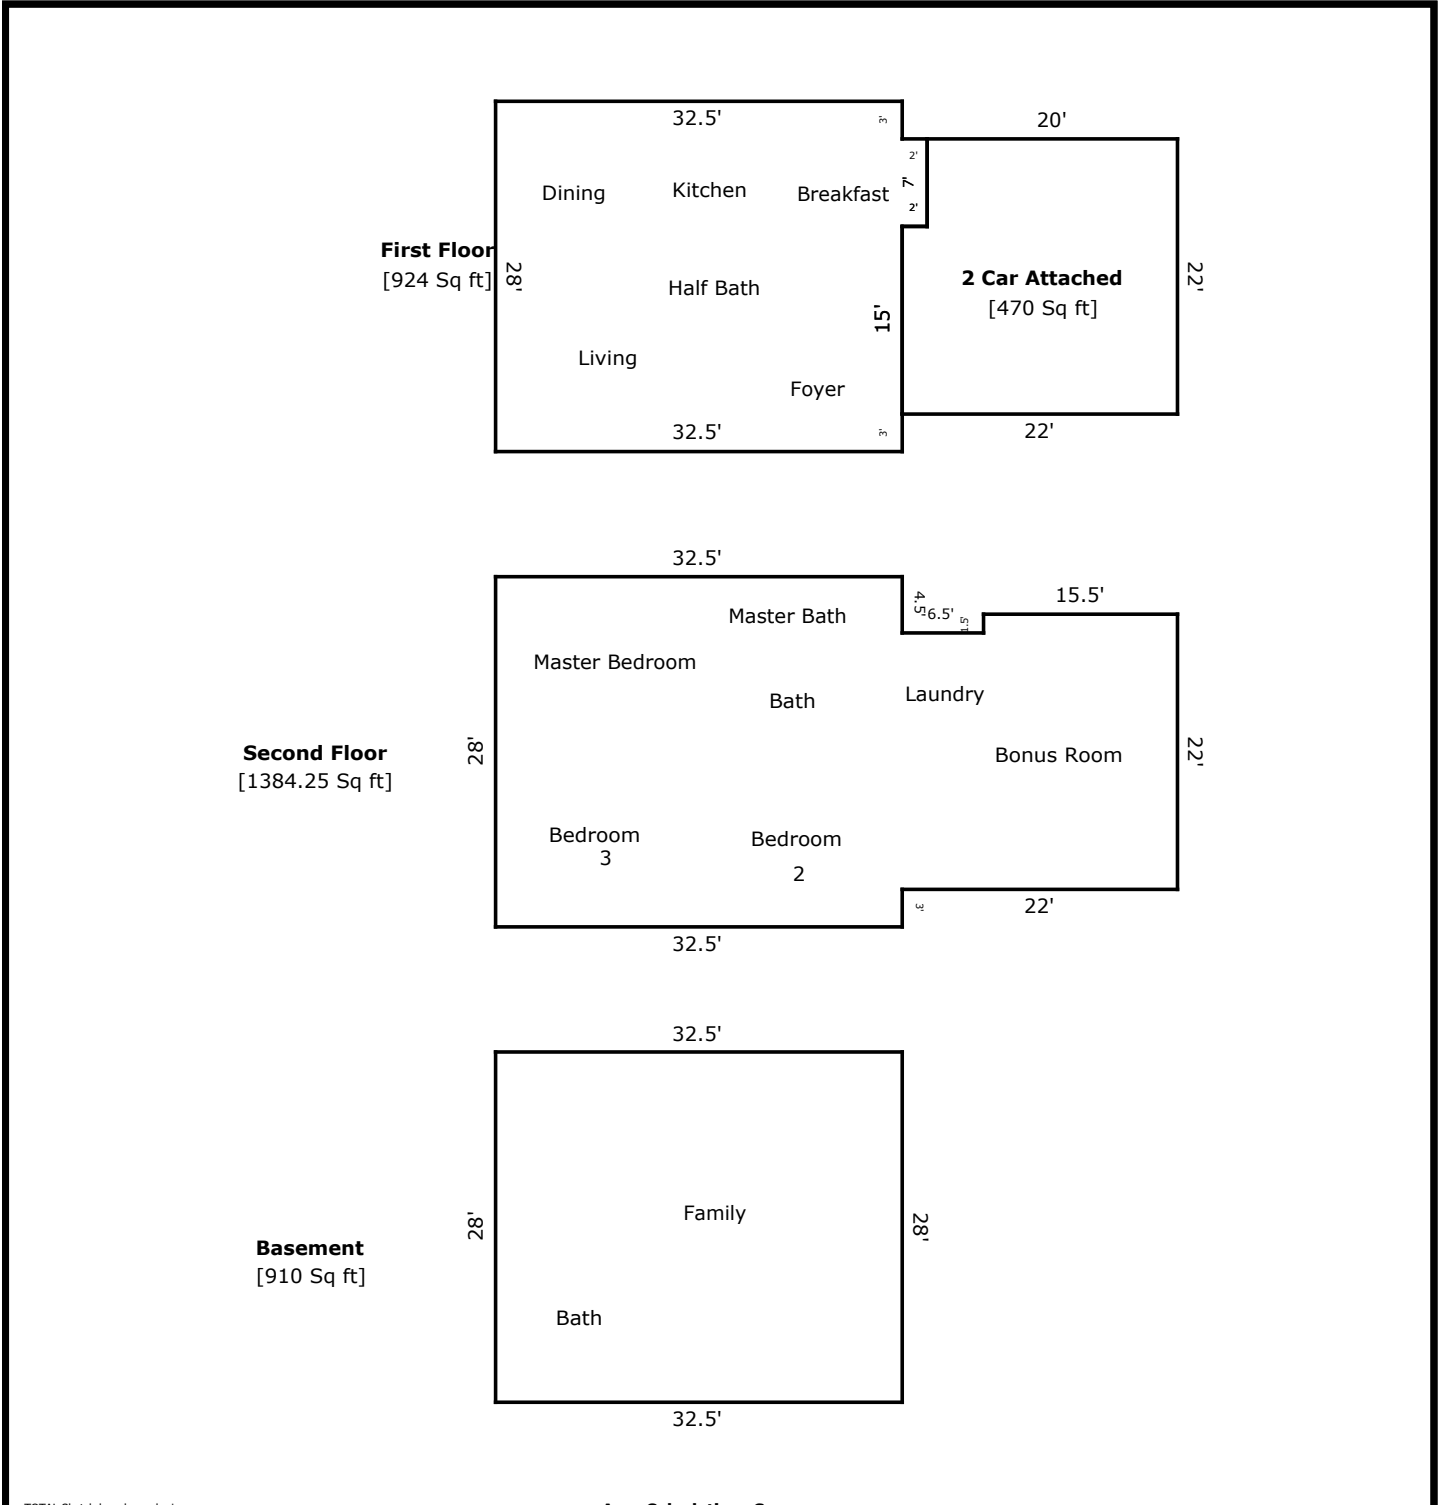 32.5'
3'
20'
2'
Dining
Kitchen
Breakfast
7'
2'
First Floor
[924 Sq ft]
28'
Half Bath
2 Car Attached
[470 Sq ft]
22'
15'
Living
Foyer
32.5'
3'
22'
32.5'
4.5'
6.5'
1.5'
15.5'
Master Bath
Master Bedroom
Bath
Laundry
Second Floor
[1384.25 Sq ft]
28'
Bonus Room
22'
Bedroom
3
Bedroom
2
3'
22'
32.5'
32.5'
28'
Family
28'
Basement
[910 Sq ft]
Bath
32.5'